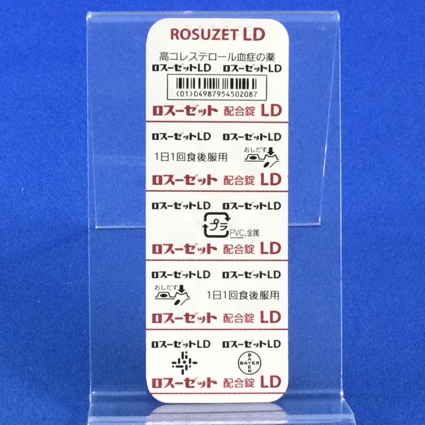 ROSUZET LD
高コレステロール血症の薬
ロスーゼットLD ロスーゼットLD
(01)04987954502087
ロスーゼット 配合錠 LD
ロスーゼットLD ロスーゼットLD
1日1回食後服用 おしだす
ロスーゼット 配合錠 LD
ロスーゼットLD ロスーゼットLD
プラ
PVC,金属
ロスーゼット 配合錠 LD
ロスーゼットLD ロスーゼットLD
おしだす 1日1回食後服用
ロスーゼット 配合錠 LD
ロスーゼットLD ロスーゼットLD
BAYER
ロスーゼット 配合錠 LD